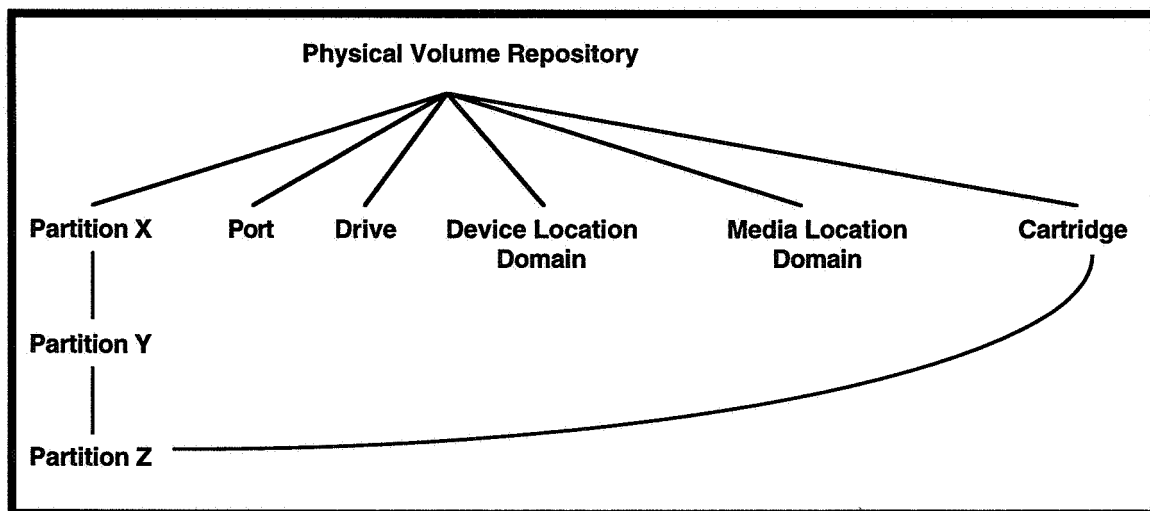 Physical Volume Repository
Partition X
Port
Drive
Device Location
Domain
Media Location
Domain
Cartridge
Partition Y
Partition Z